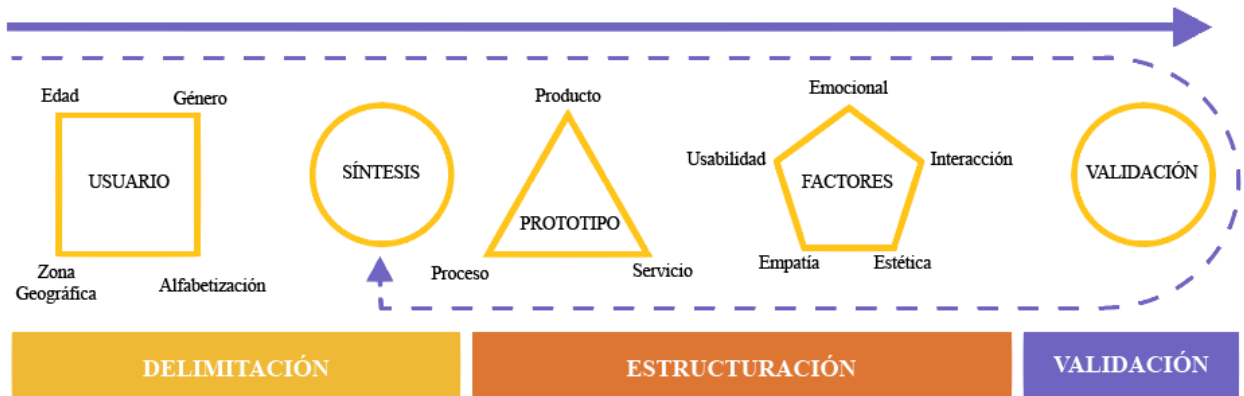 Edad
Género
USUARIO
Zona
Geográfica
Alfabetización
SÍNTESIS
Producto
PROTOTIPO
Proceso
Servicio
Emocional
Usabilidad
Interacción
FACTORES
Empatía
Estética
VALIDACIÓN
DELIMITACIÓN
ESTRUCTURACIÓN
VALIDACIÓN